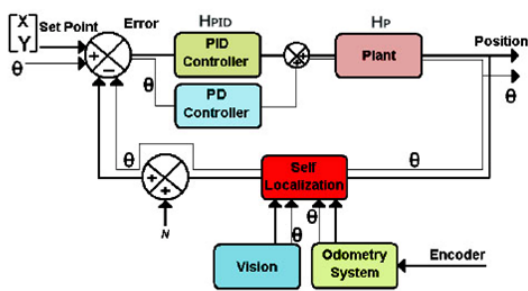 X
Y
Set Point
Error
HPID
HP
θ
PID
Controller
Plant
Position
θ
PD
Controller
θ
θ
Self
Localization
θ
N
θ
θ
Vision
Odometry
System
Encoder
+
−
+
+